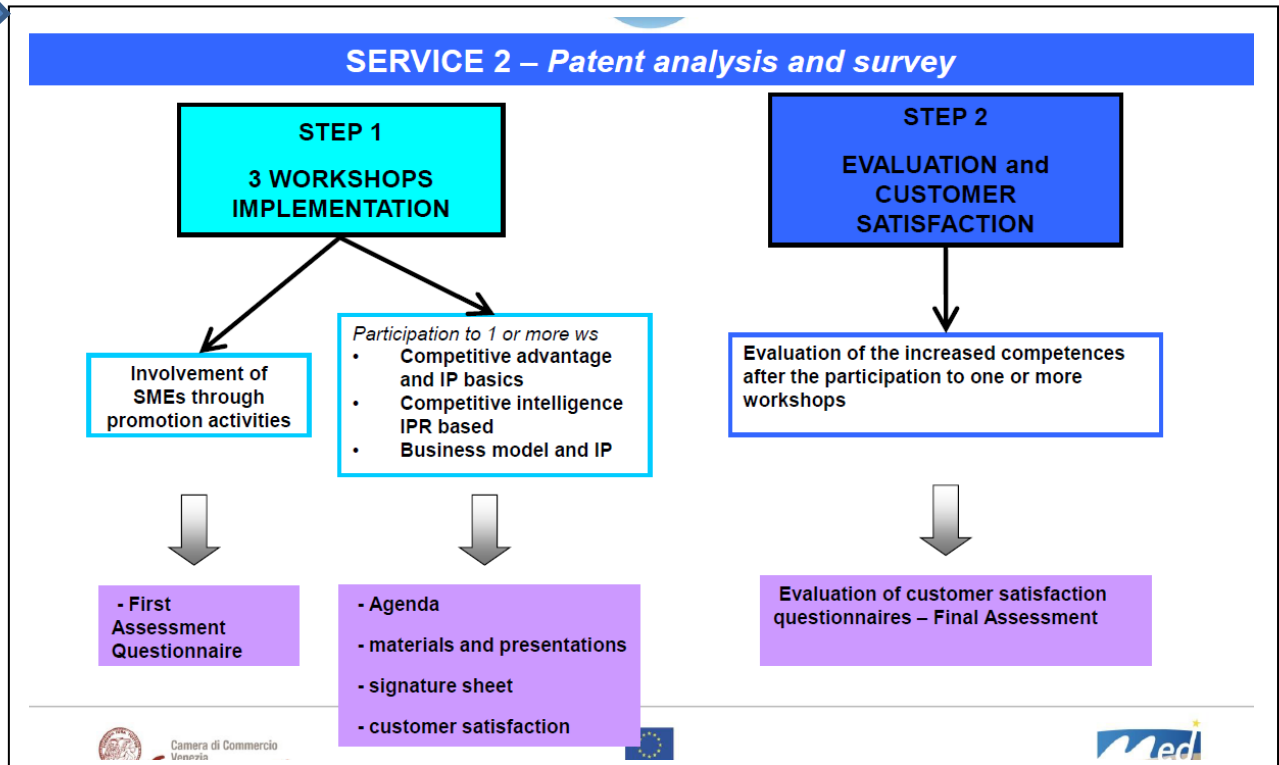 SERVICE 2 – Patent analysis and survey
STEP 1
3 WORKSHOPS
IMPLEMENTATION
STEP 2
EVALUATION and
CUSTOMER
SATISFACTION
Involvement of
SMEs through
promotion activities
Participation to 1 or more ws
• Competitive advantage
and IP basics
• Competitive intelligence
IPR based
• Business model and IP
Evaluation of the increased competences
after the participation to one or more
workshops
- First
Assessment
Questionnaire
- Agenda
- materials and presentations
- signature sheet
- customer satisfaction
Evaluation of customer satisfaction
questionnaires – Final Assessment
Camera di Commercio
Venezia
Med